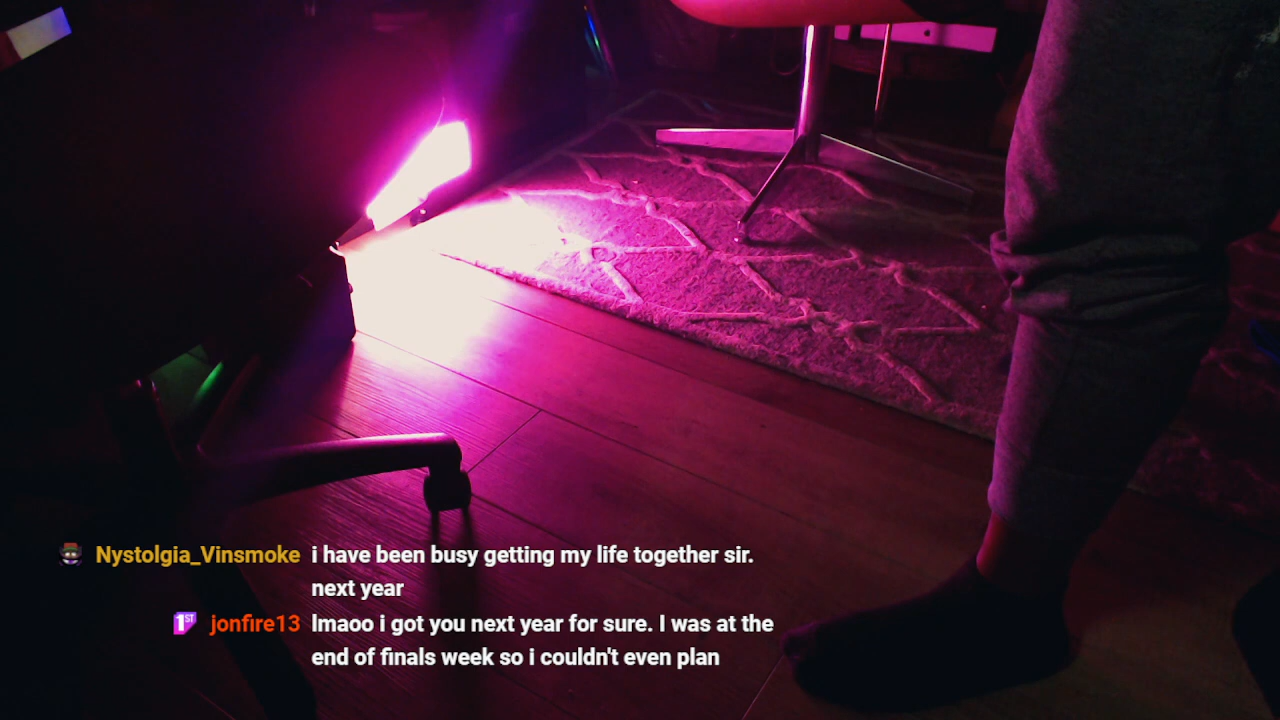 Nystolgia_Vinsmoke i have been busy getting my life together sir.
next year
1ST jonfire13 lmaoo i got you next year for sure. I was at the
end of finals week so i couldn't even plan